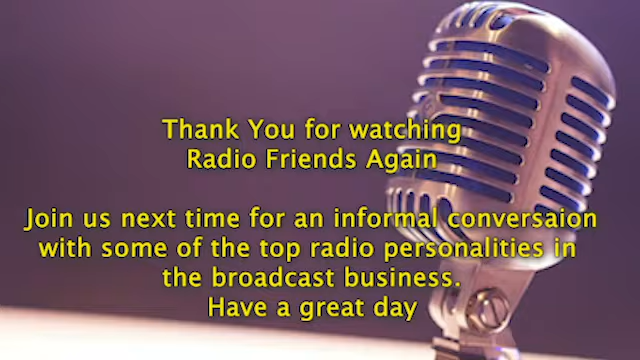 Thank You for watching
Radio Friends Again
Join us next time for an informal conversaion
with some of the top radio personalities in
the broadcast business.
Have a great day